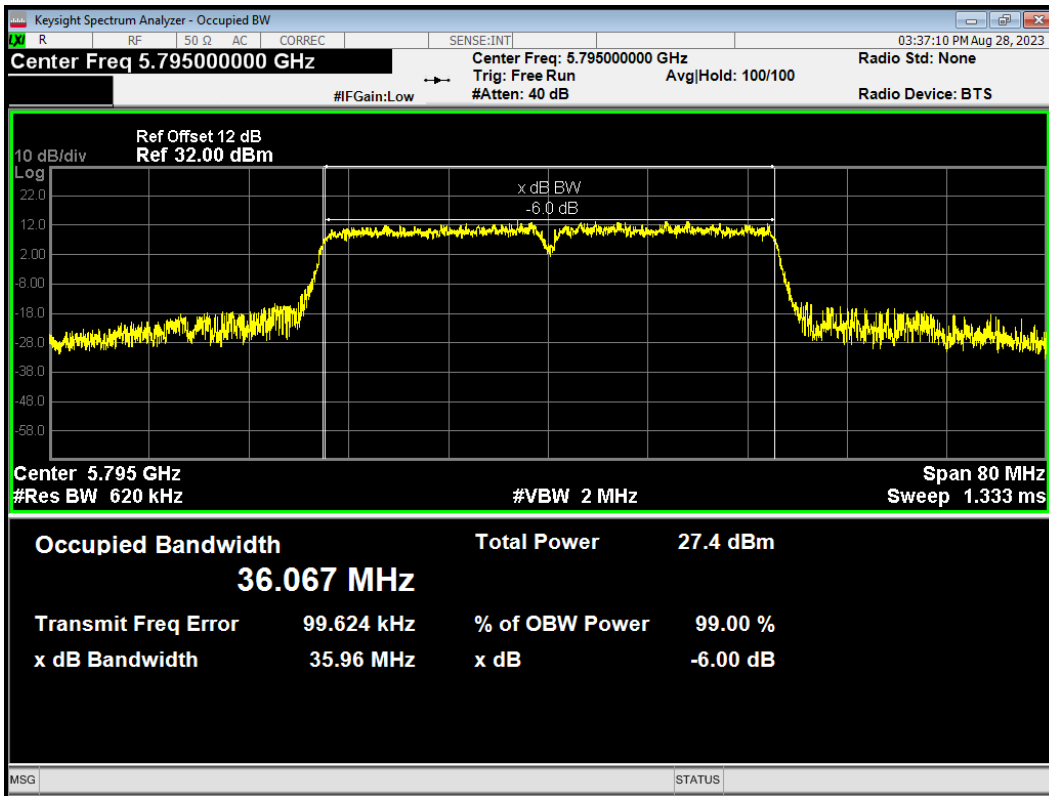 Keysight Spectrum Analyzer - Occupied BW
LXI R RF 50 Ω AC CORREC SENSE:INT 03:37:10 PM Aug 28, 2023
Center Freq 5.795000000 GHz Center Freq: 5.795000000 GHz Radio Std: None
Trig: Free Run Avg|Hold: 100/100
#IFGain:Low #Atten: 40 dB Radio Device: BTS
Ref Offset 12 dB
10 dB/div Ref 32.00 dBm
Log
22.0
x dB BW
-6.0 dB
12.0
2.00
-8.00
-18.0
-28.0
-38.0
-48.0
-58.0
Center 5.795 GHz Span 80 MHz
#Res BW 620 kHz #VBW 2 MHz Sweep 1.333 ms
Occupied Bandwidth Total Power 27.4 dBm
36.067 MHz
Transmit Freq Error 99.624 kHz % of OBW Power 99.00 %
x dB Bandwidth 35.96 MHz x dB -6.00 dB
MSG STATUS